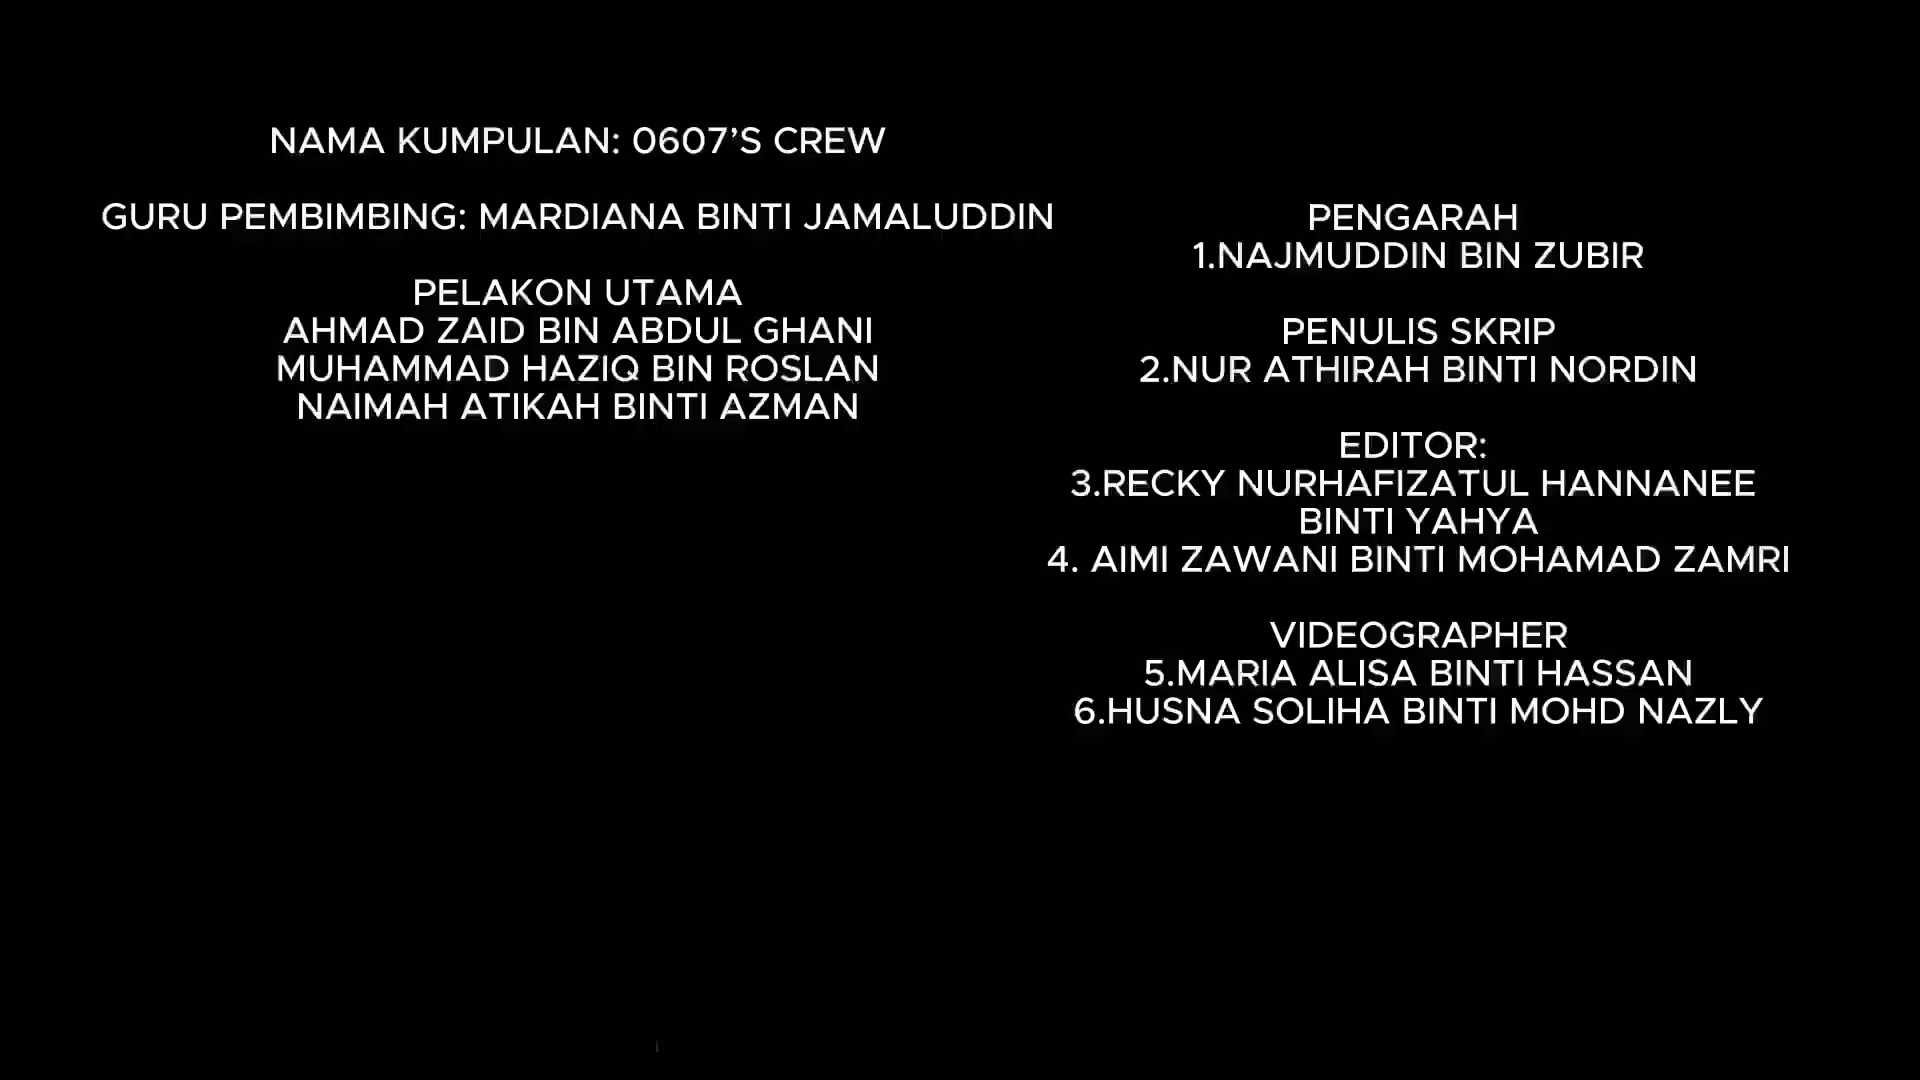 NAMA KUMPULAN: 0607’S CREW
GURU PEMBIMBING: MARDIANA BINTI JAMALUDDIN
PELAKON UTAMA
AHMAD ZAID BIN ABDUL GHANI
MUHAMMAD HAZIQ BIN ROSLAN
NAIMAH ATIKAH BINTI AZMAN
PENGARAH
1.NAJMUDDIN BIN ZUBIR
PENULIS SKRIP
2.NUR ATHIRAH BINTI NORDIN
EDITOR:
3.RECKY NURHAFIZATUL HANNANEE
BINTI YAHYA
4. AIMI ZAWANI BINTI MOHAMAD ZAMRI
VIDEOGRAPHER
5.MARIA ALISA BINTI HASSAN
6.HUSNA SOLIHA BINTI MOHD NAZLY